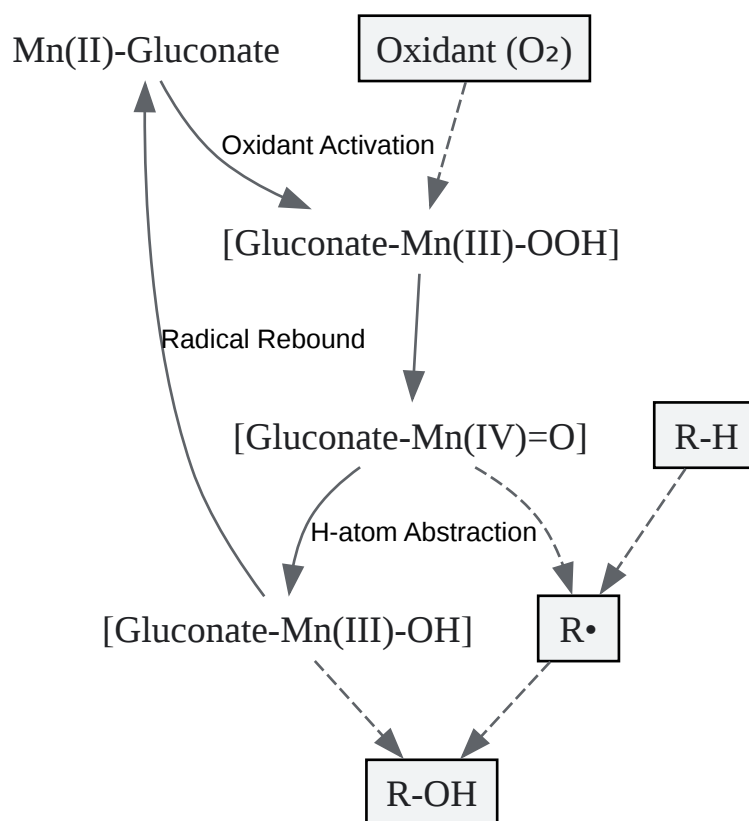 Mn(II)-Gluconate
Oxidant (O₂)
Oxidant Activation
[Gluconate-Mn(III)-OOH]
Radical Rebound
[Gluconate-Mn(IV)=O]
R-H
H-atom Abstraction
[Gluconate-Mn(III)-OH]
R•
R-OH